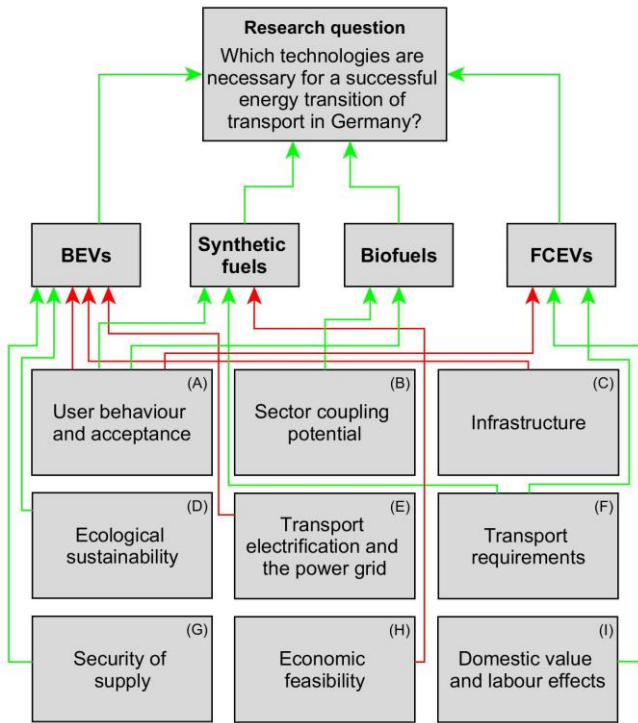 Research question
Which technologies are
necessary for a successful
energy transition of
transport in Germany?
BEVs
Synthetic
fuels
Biofuels
FCEVs
(A)
User behaviour
and acceptance
(B)
Sector coupling
potential
(C)
Infrastructure
(D)
Ecological
sustainability
(E)
Transport
electrification and
the power grid
(F)
Transport
requirements
(G)
Security of
supply
(H)
Economic
feasibility
(I)
Domestic value
and labour effects